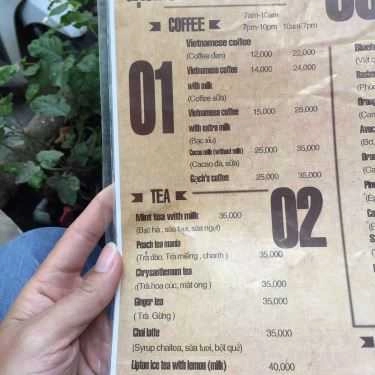 COFFEE
7am-10am
7pm-10pm 10am/7pm
01
Vietnamese coffee
(Coffee đen) 12,000 22,000
Vietnamese coffee 14,000 24,000
with milk
(Coffee sữa)
Vietnamese coffee 15,000 25,000
with extra milk
(Bạc xỉu)
Cacao milk (without milk) 25,000 35,000
(Cacao đá, sữa)
Gạch's coffee 25,000 35,000
TEA
02
Mint tea with milk 35,000
(Bạc hà, sữa tươi, sữa ngọt)
Peach tea mania
(Trà đào, Trà miếng, chanh) 35,000
Chrysanthemun tea
(Trà hoa cúc, mật ong) 35,000
Ginger tea
(Trà Gừng) 35,000
Chai latte 35,000
(Syrup chaitea, sữa tươi, bột quế)
Lipton ice tea with lemon (milk) 40,000